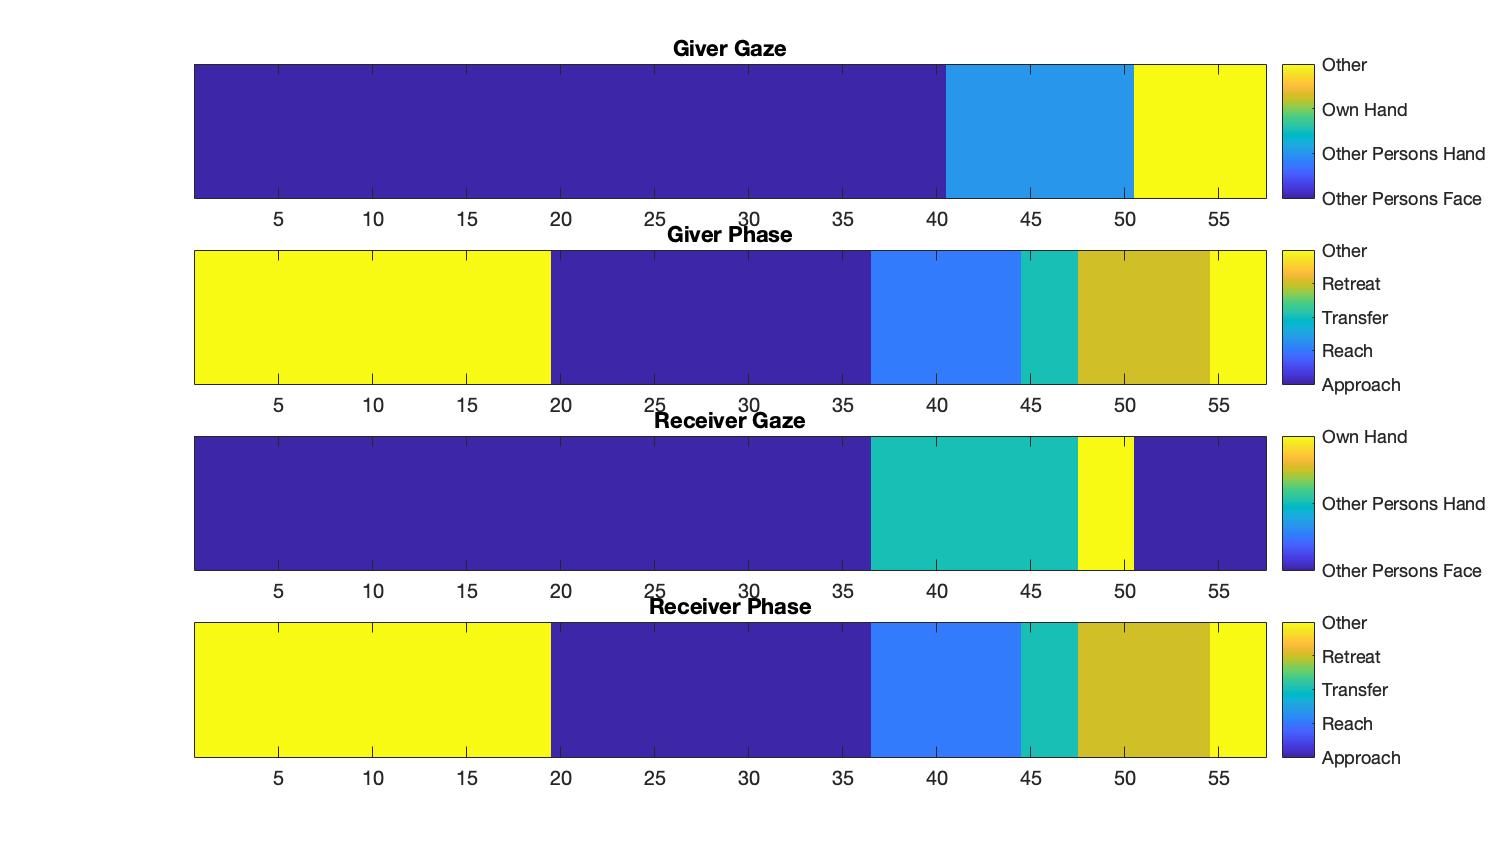 Giver Gaze
Other
Own Hand
Other Persons Hand
Other Persons Face
5 10 15 20 25 30 35 40 45 50 55
Giver Phase
Other
Retreat
Transfer
Reach
Approach
5 10 15 20 25 30 35 40 45 50 55
Receiver Gaze
Own Hand
Other Persons Hand
Other Persons Face
5 10 15 20 25 30 35 40 45 50 55
Receiver Phase
Other
Retreat
Transfer
Reach
Approach
5 10 15 20 25 30 35 40 45 50 55